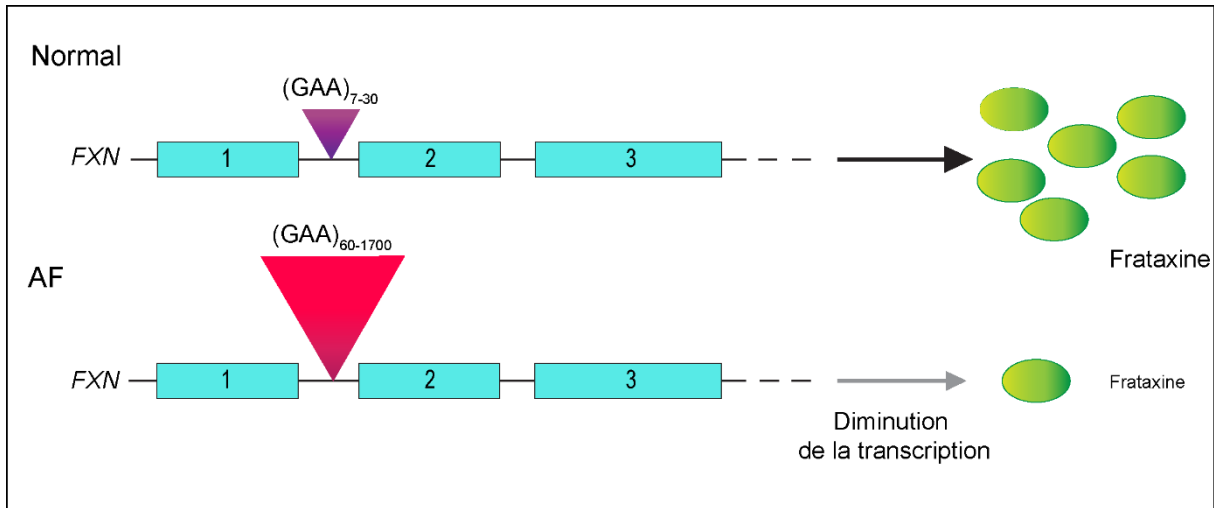 Normal
(GAA)7-30
FXN 1 2 3
Frataxine
(GAA)60-1700
AF
FXN 1 2 3
Frataxine
Diminution
de la transcription